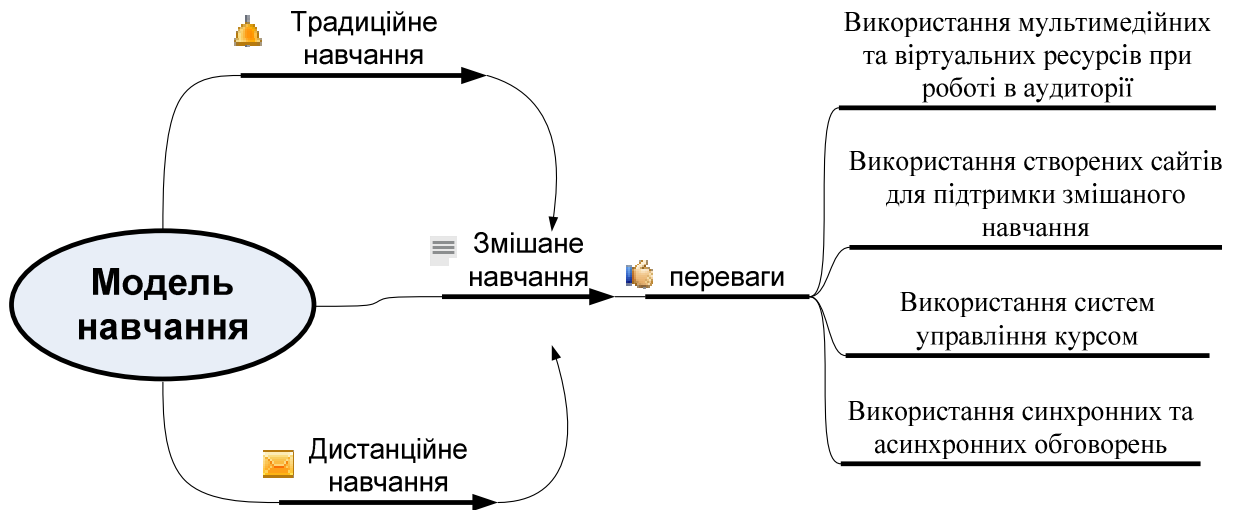 Традиційне
навчання
Модель
навчання
Змішане
навчання
переваги
Дистанційне
навчання
Використання мультимедійних
та віртуальних ресурсів при
роботі в аудиторії
Використання створених сайтів
для підтримки змішаного
навчання
Використання систем
управління курсом
Використання синхронних та
асинхронних обговорень